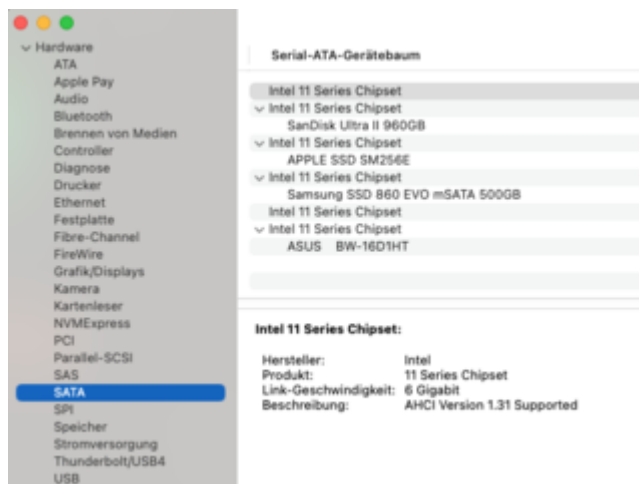 Hardware
ATA
Apple Pay
Audio
Bluetooth
Brennen von Medien
Controller
Diagnose
Drucker
Ethernet
Festplatte
Fibre-Channel
FireWire
Grafik/Displays
Kamera
Kartenleser
NVMExpress
PCI
Parallel-SCSI
SAS
SATA
SPI
Speicher
Stromversorgung
Thunderbolt/USB4
USB
Serial-ATA-Gerätebaum
Intel 11 Series Chipset
Intel 11 Series Chipset
SanDisk Ultra II 960GB
Intel 11 Series Chipset
APPLE SSD SM256E
Intel 11 Series Chipset
Samsung SSD 860 EVO mSATA 500GB
Intel 11 Series Chipset
Intel 11 Series Chipset
ASUS BW-16D1HT
Intel 11 Series Chipset:
Hersteller: Intel
Produkt: 11 Series Chipset
Link-Geschwindigkeit: 6 Gigabit
Beschreibung: AHCI Version 1.31 Supported